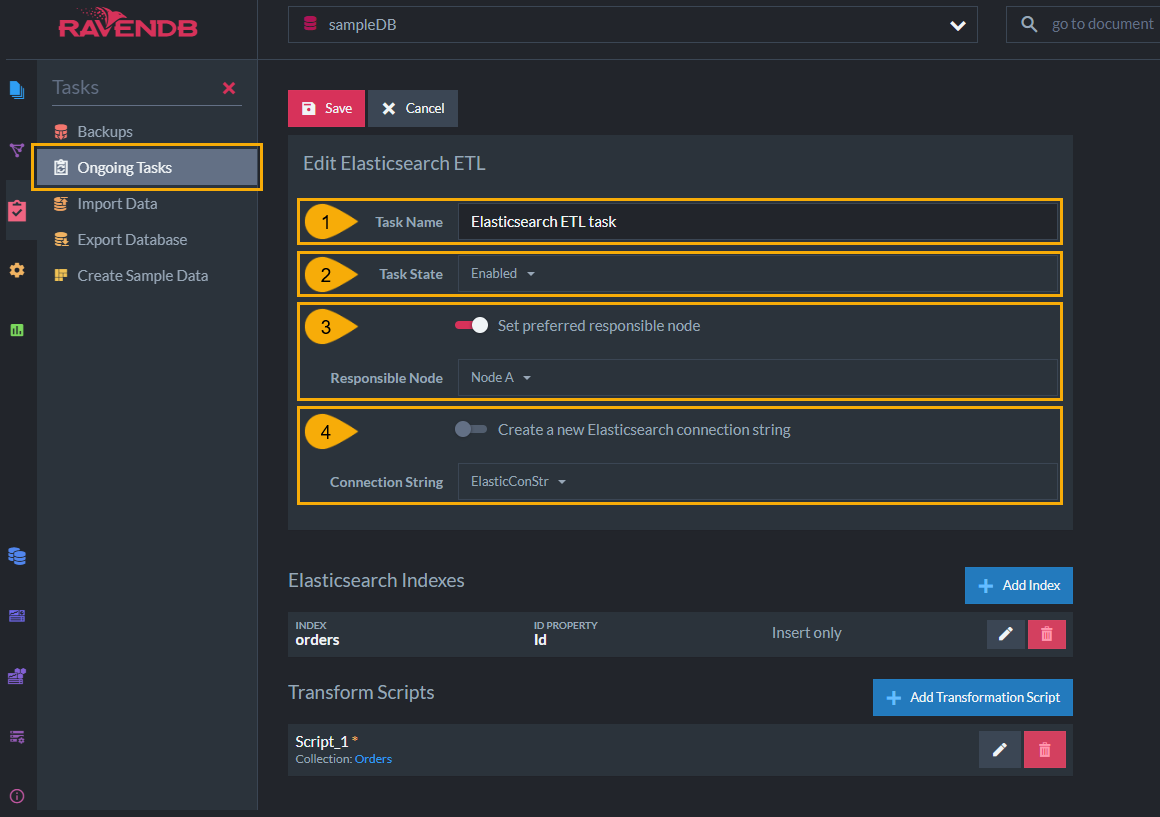 RAVENDB
sampleDB
go to document
Tasks
Backups
Ongoing Tasks
Import Data
Export Database
Create Sample Data
Save
Cancel
Edit Elasticsearch ETL
1 Task Name Elasticsearch ETL task
2 Task State Enabled
3 Set preferred responsible node
Responsible Node Node A
4 Create a new Elasticsearch connection string
Connection String ElasticConStr
Elasticsearch Indexes
Add Index
INDEX ID PROPERTY
orders Id Insert only
Transform Scripts
Add Transformation Script
Script_1 *
Collection: Orders